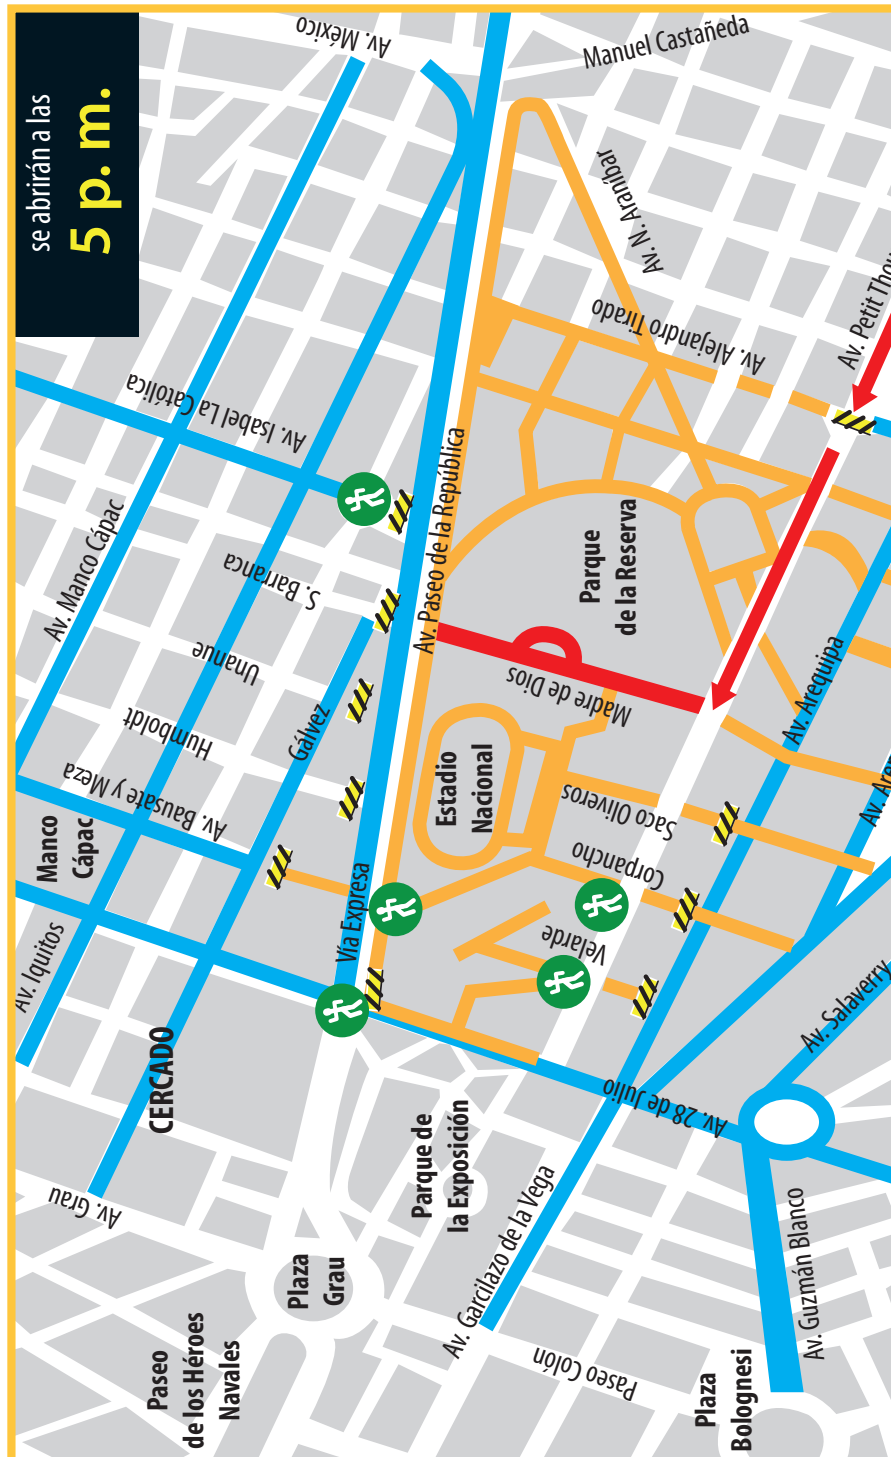 se abrirán a las
5 p. m.
Av. México
Manuel Castañeda
Av. N. Araníbar
Av. Petit Thou
Av. Alejandro Tirado
Av. Isabel La Católica
Av. Manco Cápac
S. Barranca
Unanue
Humboldt
Gálvez
Av. Bausate y Meza
Av. Paseo de la República
Parque
de la Reserva
Madre de Dios
Estadio
Nacional
Saco Oliveros
Corpancho
Velarde
Av. Arequipa
Manco
Cápac
Av. Iquitos
Vía Expresa
CERCADO
Av. Salaverry
Av. 28 de Julio
Parque de
la Exposición
Av. Grau
Plaza
Grau
Av. Garcilazo de la Vega
Av. Guzmán Blanco
Paseo
de los Héroes
Navales
Paseo Colón
Plaza
Bolognesi